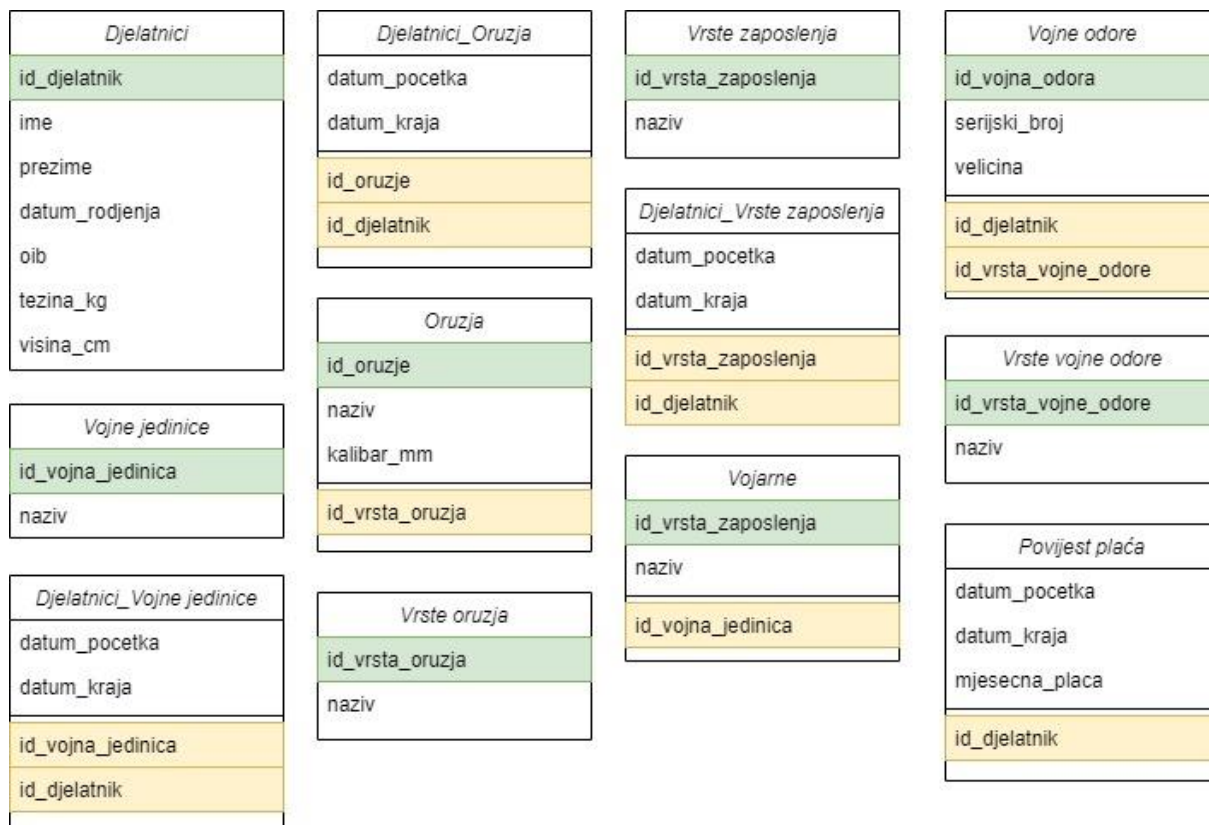 Djelatnici
id_djelatnik
ime
prezime
datum_rodjenja
oib
tezina_kg
visina_cm
Vojne jedinice
id_vojna_jedinica
naziv
Djelatnici_Vojne jedinice
datum_pocetka
datum_kraja
id_vojna_jedinica
id_djelatnik
Djelatnici_Oruzja
datum_pocetka
datum_kraja
id_oruzje
id_djelatnik
Oruzja
id_oruzje
naziv
kalibar_mm
id_vrsta_oruzja
Vrste oruzja
id_vrsta_oruzja
naziv
Vrste zaposlenja
id_vrsta_zaposlenja
naziv
Djelatnici_Vrste zaposlenja
datum_pocetka
datum_kraja
id_vrsta_zaposlenja
id_djelatnik
Vojarne
id_vrsta_zaposlenja
naziv
id_vojna_jedinica
Vojne odore
id_vojna_odora
serijski_broj
velicina
id_djelatnik
id_vrsta_vojne_odore
Vrste vojne odore
id_vrsta_vojne_odore
naziv
Povijest plaća
datum_pocetka
datum_kraja
mjesecna_placa
id_djelatnik